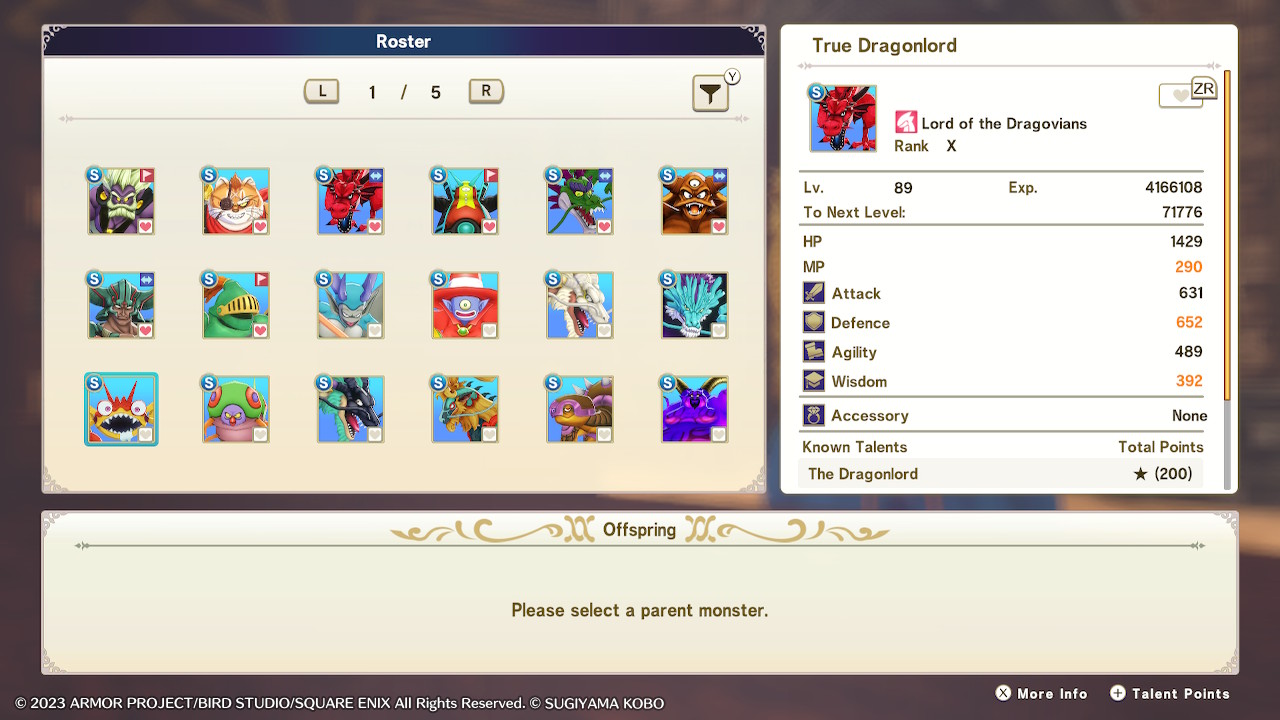 Roster
L 1 / 5 R
Y
S S S S S S
S S S S S S
S S S S S S
True Dragonlord
S
ZR
Lord of the Dragovians
Rank X
Lv. 89 Exp. 4166108
To Next Level: 71776
HP 1429
MP 290
Attack 631
Defence 652
Agility 489
Wisdom 392
Accessory None
Known Talents Total Points
The Dragonlord ★ (200)
Offspring
Please select a parent monster.
X More Info + Talent Points
© 2023 ARMOR PROJECT/BIRD STUDIO/SQUARE ENIX All Rights Reserved. © SUGIYAMA KOBO